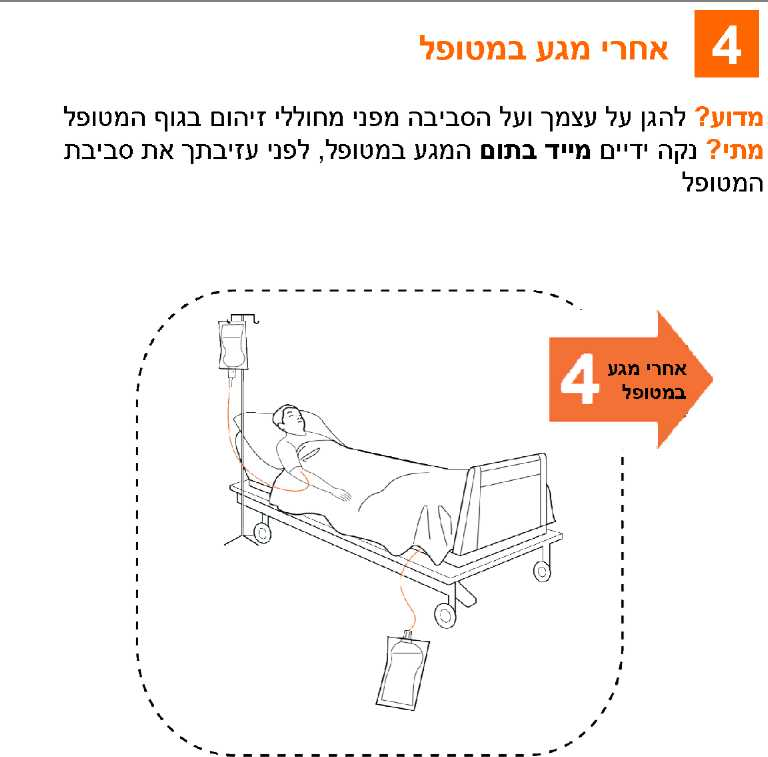 4
אחרי מגע במטופל
מדוע? להגן על עצמך ועל הסביבה מפני מחוללי זיהום בגוף המטופל
מתי? נקה ידיים מייד בתום המגע במטופל, לפני עזיבתך את סביבת
המטופל
4
אחרי מגע
במטופל